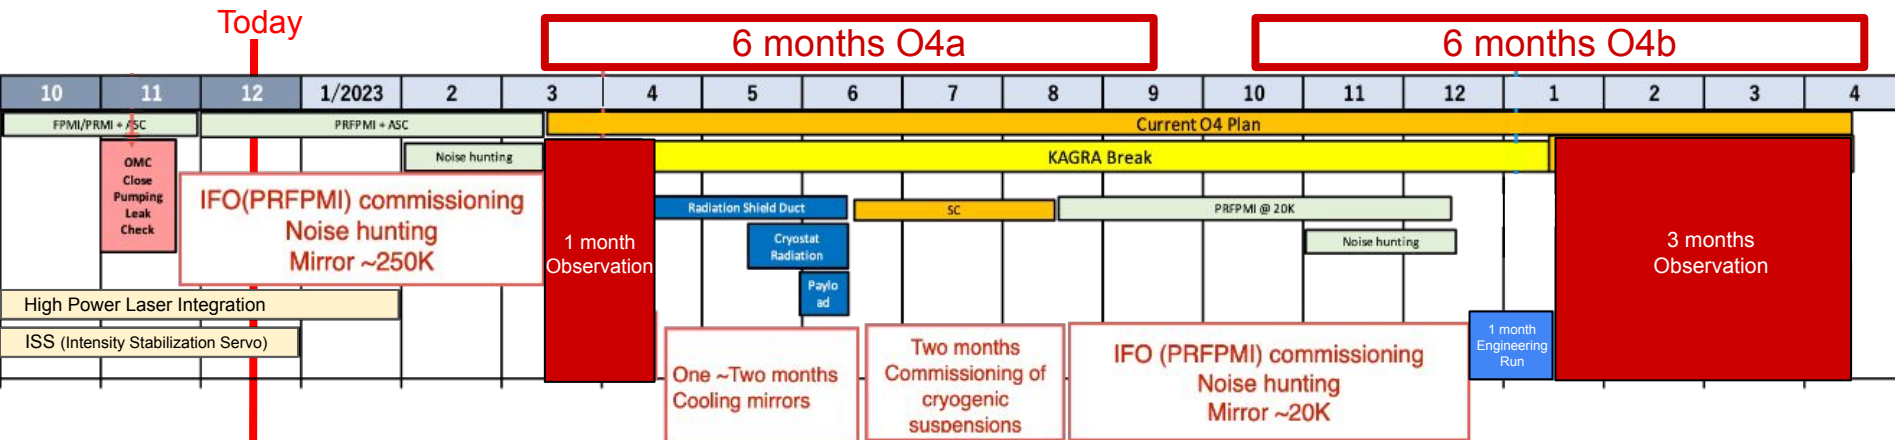 Today
6 months O4a
6 months O4b
10 11 12 1/2023 2 3 4 5 6 7 8 9 10 11 12 1 2 3 4
FPMI/PRMI + ASC
PRFPMI + ASC
Current O4 Plan
OMC
Close
Pumping
Leak
Check
Noise hunting
KAGRA Break
IFO(PRFPMI) commissioning
Noise hunting
Mirror ~250K
1 month
Observation
Radiation Shield Duct
SC
PRFPMI @ 20K
Cryostat
Radiation
Noise hunting
Paylo
ad
3 months
Observation
High Power Laser Integration
ISS (Intensity Stabilization Servo)
One ~Two months
Cooling mirrors
Two months
Commissioning of
cryogenic
suspensions
IFO (PRFPMI) commissioning
Noise hunting
Mirror ~20K
1 month
Engineering
Run